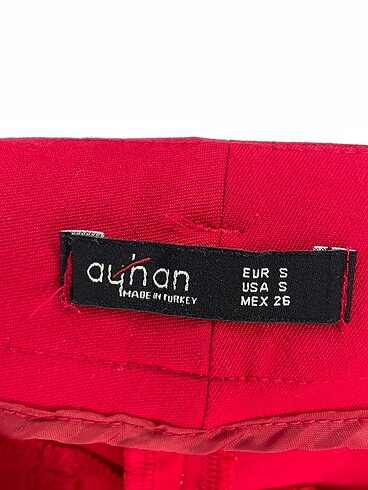 ayhan
MADE IN TURKEY
EUR S
USA S
MEX 26